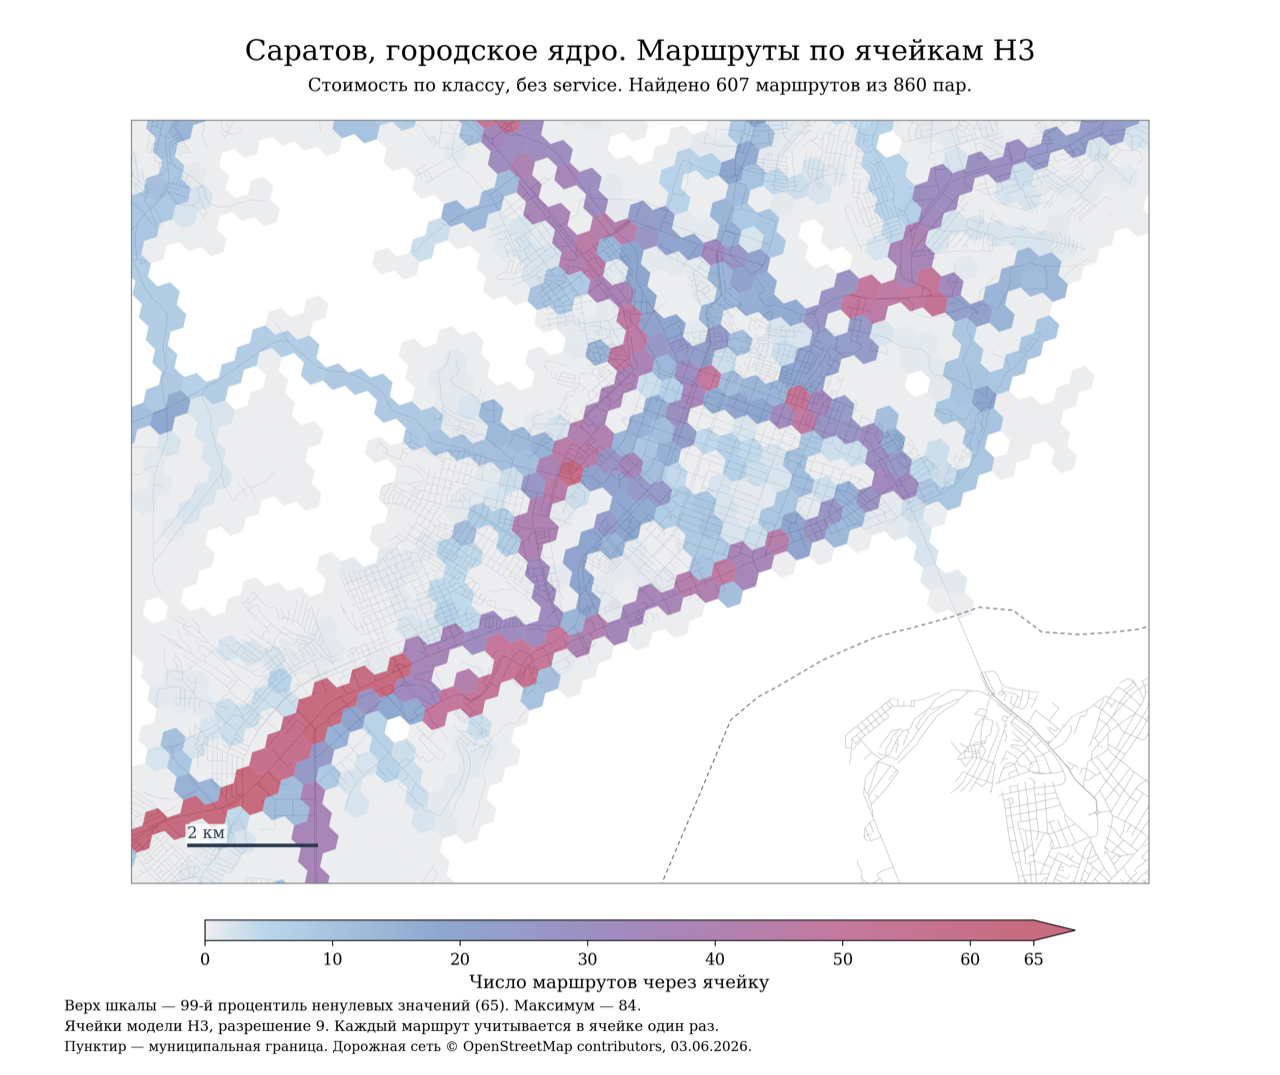 Саратов, городское ядро. Маршруты по ячейкам H3
Стоимость по классу, без service. Найдено 607 маршрутов из 860 пар.
2 км
0 10 20 30 40 50 60 65
Число маршрутов через ячейку
Верх шкалы — 99-й процентиль ненулевых значений (65). Максимум — 84.
Ячейки модели H3, разрешение 9. Каждый маршрут учитывается в ячейке один раз.
Пунктир — муниципальная граница. Дорожная сеть © OpenStreetMap contributors, 03.06.2026.